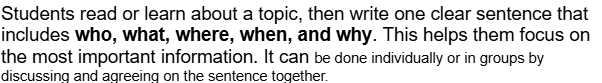 Students read or learn about a topic, then write one clear sentence that
includes who, what, where, when, and why. This helps them focus on
the most important information. It can be done individually or in groups by
discussing and agreeing on the sentence together.